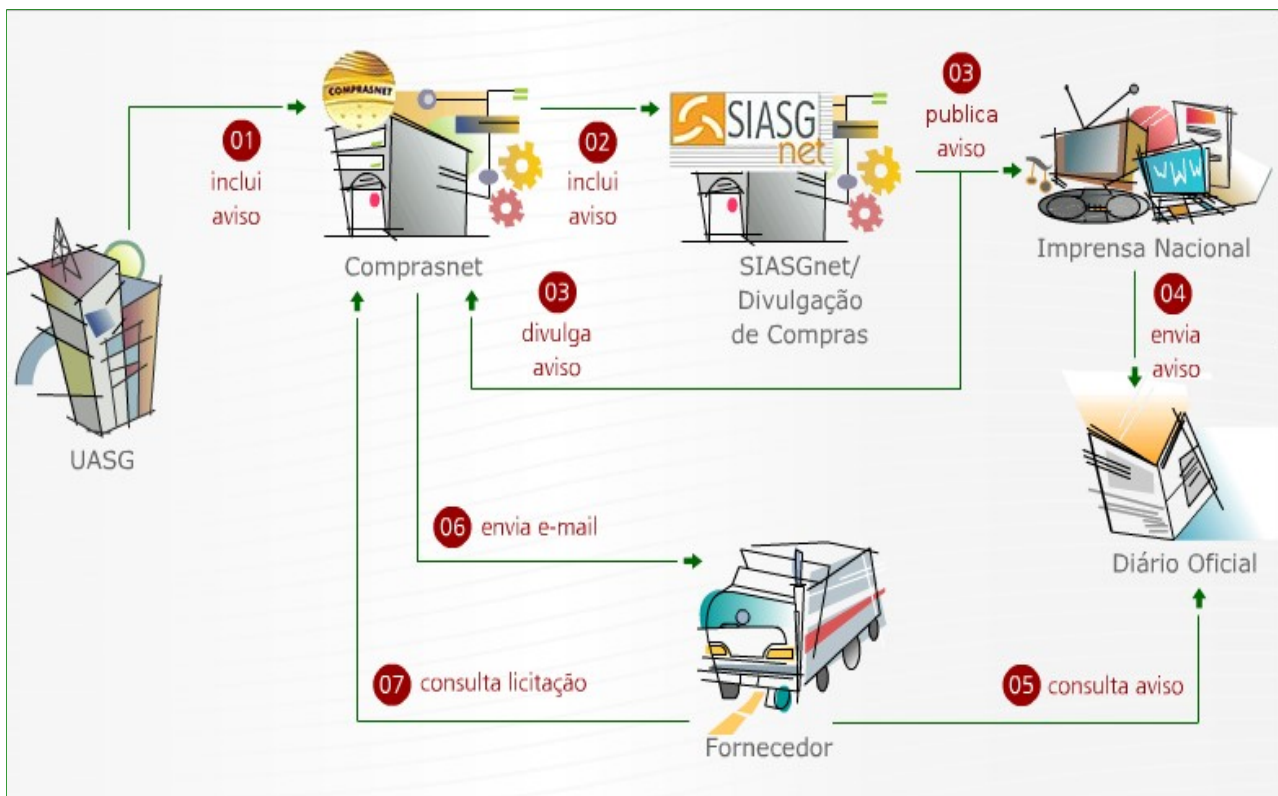 COMPRASNET
01
inclui
aviso
Comprasnet
02
inclui
aviso
SIASG
net
SIASGnet/
Divulgação
de Compras
03
publica
aviso
WWW
Imprensa Nacional
03
divulga
aviso
04
envia
aviso
UASG
Diário Oficial
06 envia e-mail
07 consulta licitação
05 consulta aviso
Fornecedor